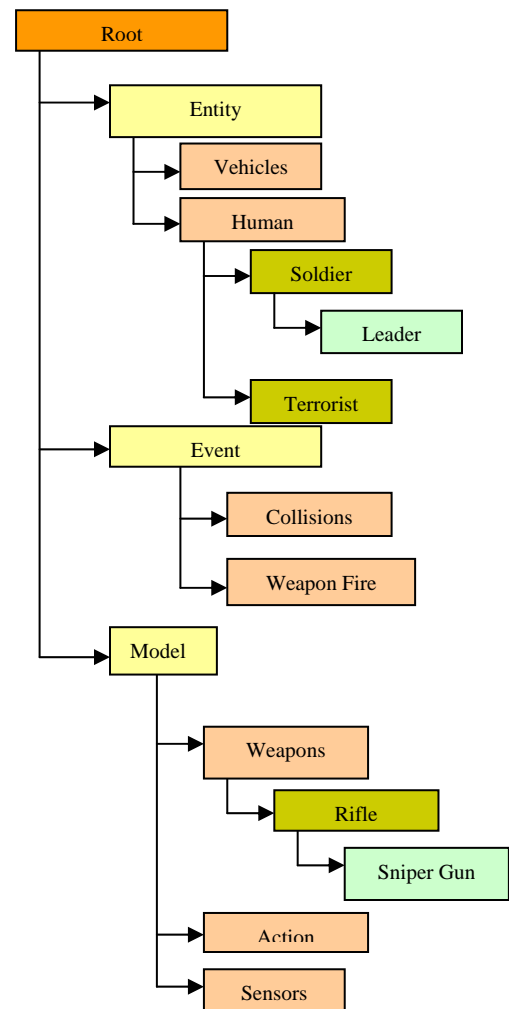 Root
Entity
Vehicles
Human
Soldier
Leader
Terrorist
Event
Collisions
Weapon Fire
Model
Weapons
Rifle
Sniper Gun
Action
Sensors